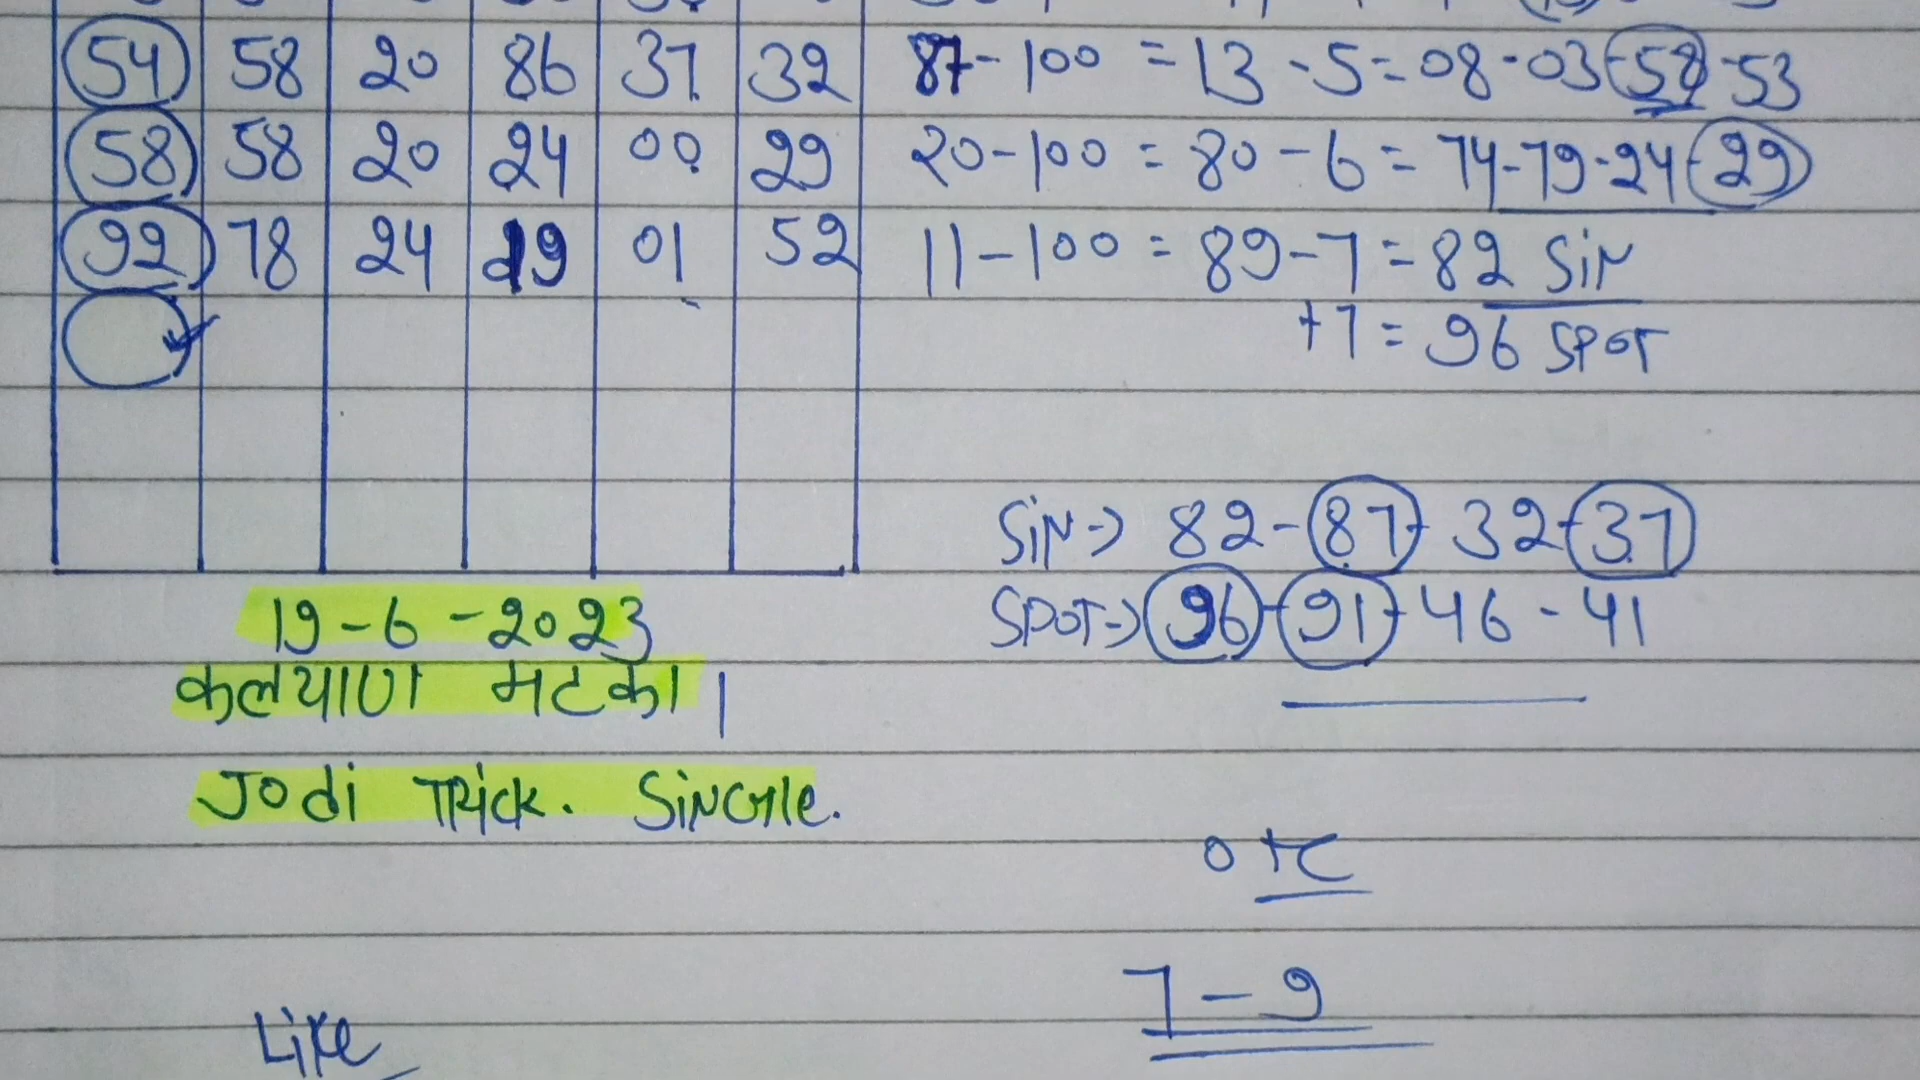 54 58 20 86 37 32 87-100 = 13-5=08-03-58-53
58 58 20 24 00 29 20-100 = 80-6= 74-79-24-29
92 78 24 19 01 52 11-100 = 89-7=82 Sin
+7= 96 SPOT
Sin→ 82-87-32-37
SPOT→ 96-91-46-41
19-6-2023
कल्याण मटका।
Jodi Trick. SiNGle.
OTC
7-9
Like